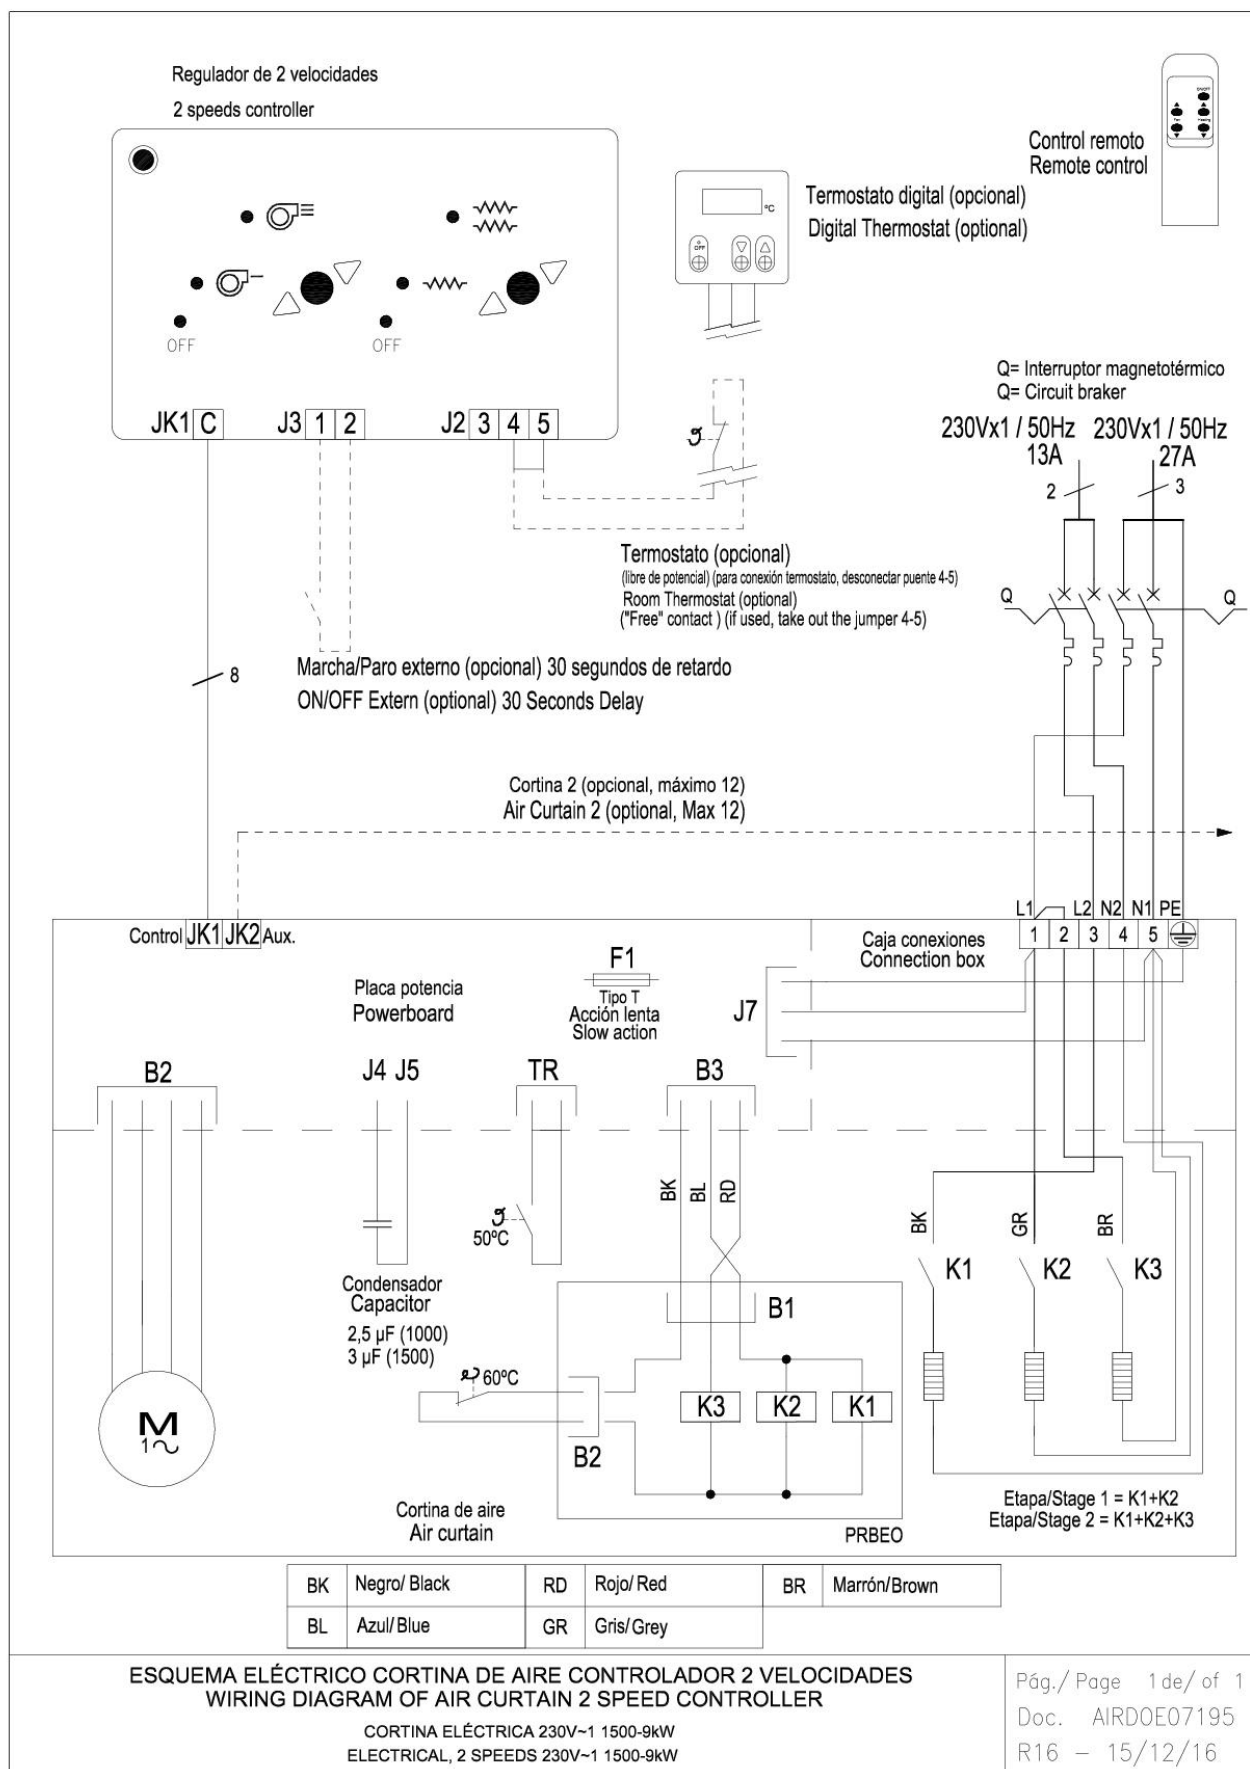 Regulador de 2 velocidades
2 speeds controller
OFF
OFF
JK1 C
J3 1 2
J2 3 4 5
ºC
OFF
Termostato digital (opcional)
Digital Thermostat (optional)
Control remoto
Remote control
ON/OFF
Fan
Heating
Q= Interruptor magnetotérmico
Q= Circuit braker
230Vx1 / 50Hz 230Vx1 / 50Hz
13A 27A
2 3
Q Q
Termostato (opcional)
(libre de potencial) (para conexión termostato, desconectar puente 4-5)
Room Thermostat (optional)
("Free" contact ) (if used, take out the jumper 4-5)
Marcha/Paro externo (opcional) 30 segundos de retardo
ON/OFF Extern (optional) 30 Seconds Delay
8
Cortina 2 (opcional, máximo 12)
Air Curtain 2 (optional, Max 12)
L1 L2 N2 N1 PE
1 2 3 4 5
Control JK1 JK2 Aux.
Caja conexiones
Connection box
F1
Tipo T
Acción lenta
Slow action
Placa potencia
Powerboard
J7
B2
J4 J5
TR
B3
BK BL RD
50ºC
Condensador
Capacitor
2,5 µF (1000)
3 µF (1500)
BK GR BR
K1 K2 K3
B1
60ºC
K3 K2 K1
B2
M
1
Cortina de aire
Air curtain
PRBEO
Etapa/Stage 1 = K1+K2
Etapa/Stage 2 = K1+K2+K3
BK Negro/ Black RD Rojo/ Red BR Marrón/Brown
BL Azul/ Blue GR Gris/ Grey
ESQUEMA ELÉCTRICO CORTINA DE AIRE CONTROLADOR 2 VELOCIDADES
WIRING DIAGRAM OF AIR CURTAIN 2 SPEED CONTROLLER
CORTINA ELÉCTRICA 230V~1 1500-9kW
ELECTRICAL, 2 SPEEDS 230V~1 1500-9kW
Pág./ Page 1 de/ of 1
Doc. AIRDOE07195
R16 - 15/12/16